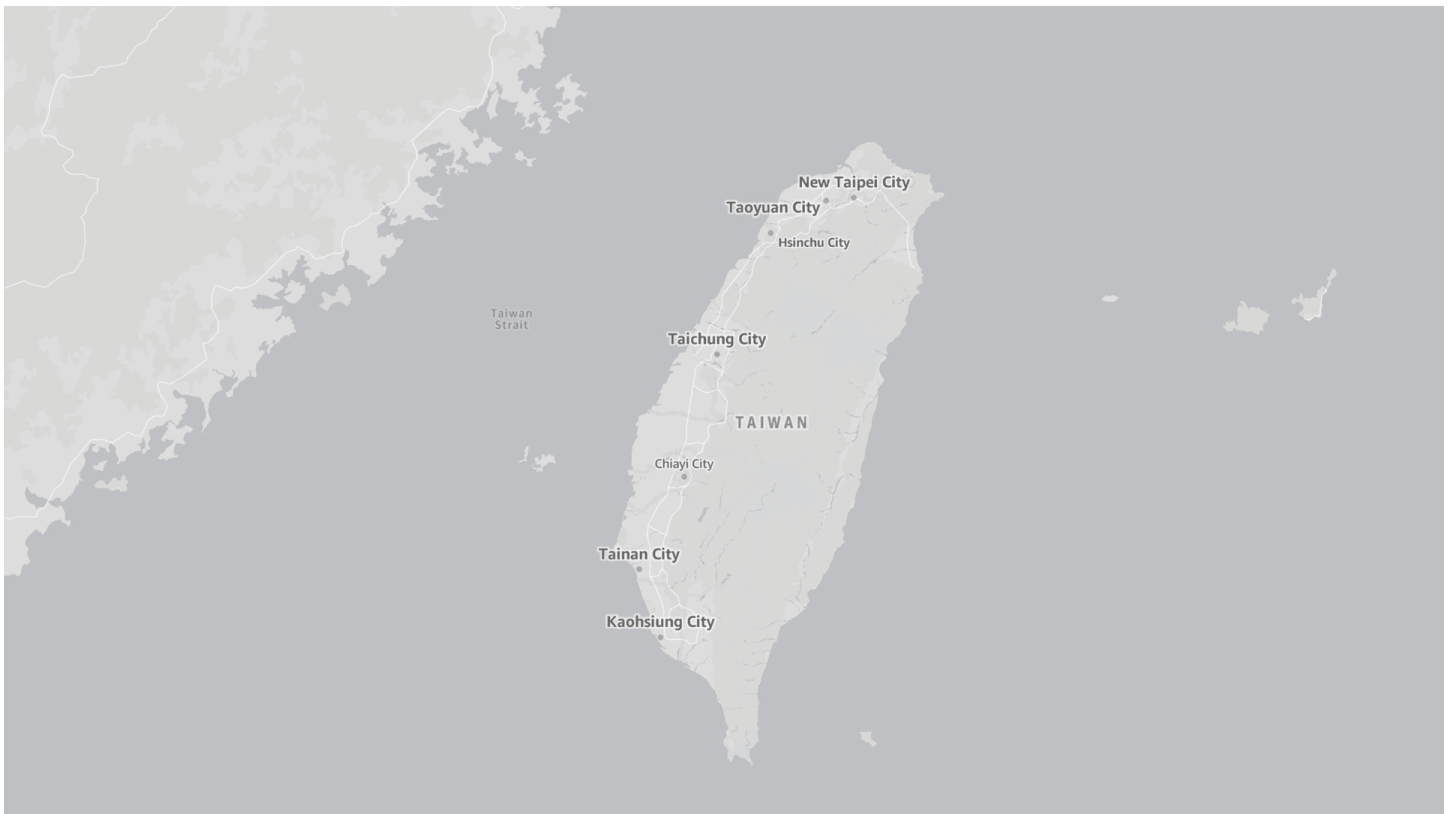 New Taipei City
Taoyuan City
Hsinchu City
Taiwan
Strait
Taichung City
TAIWAN
Chiayi City
Tainan City
Kaohsiung City